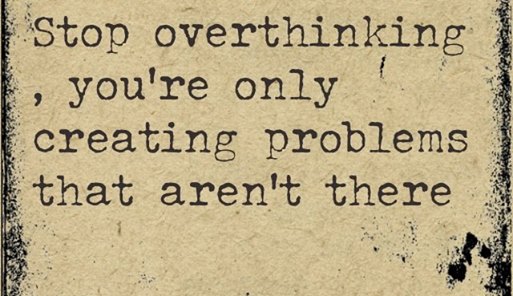 Stop overthinking
, you're only
creating problems
that aren't there